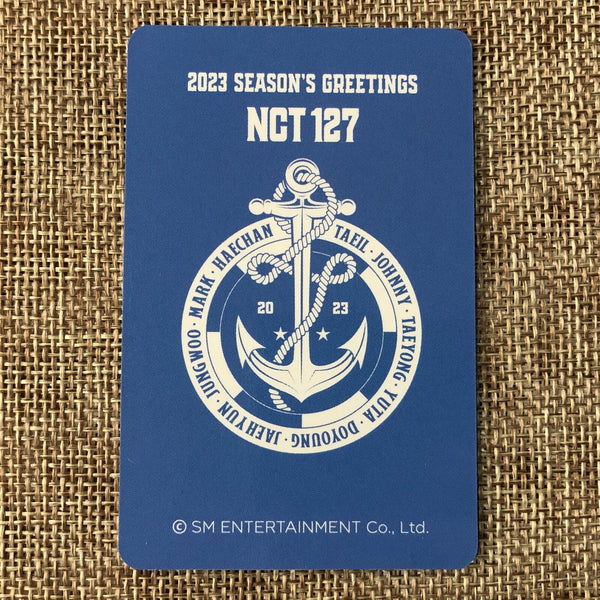 2023 SEASON'S GREETINGS
NCT 127
TAEIL · JOHNNY · TAEYONG · YUTA · DOYOUNG · JAEHYUN · JUNGWOO · MARK · HAECHAN
20 23
© SM ENTERTAINMENT Co., Ltd.